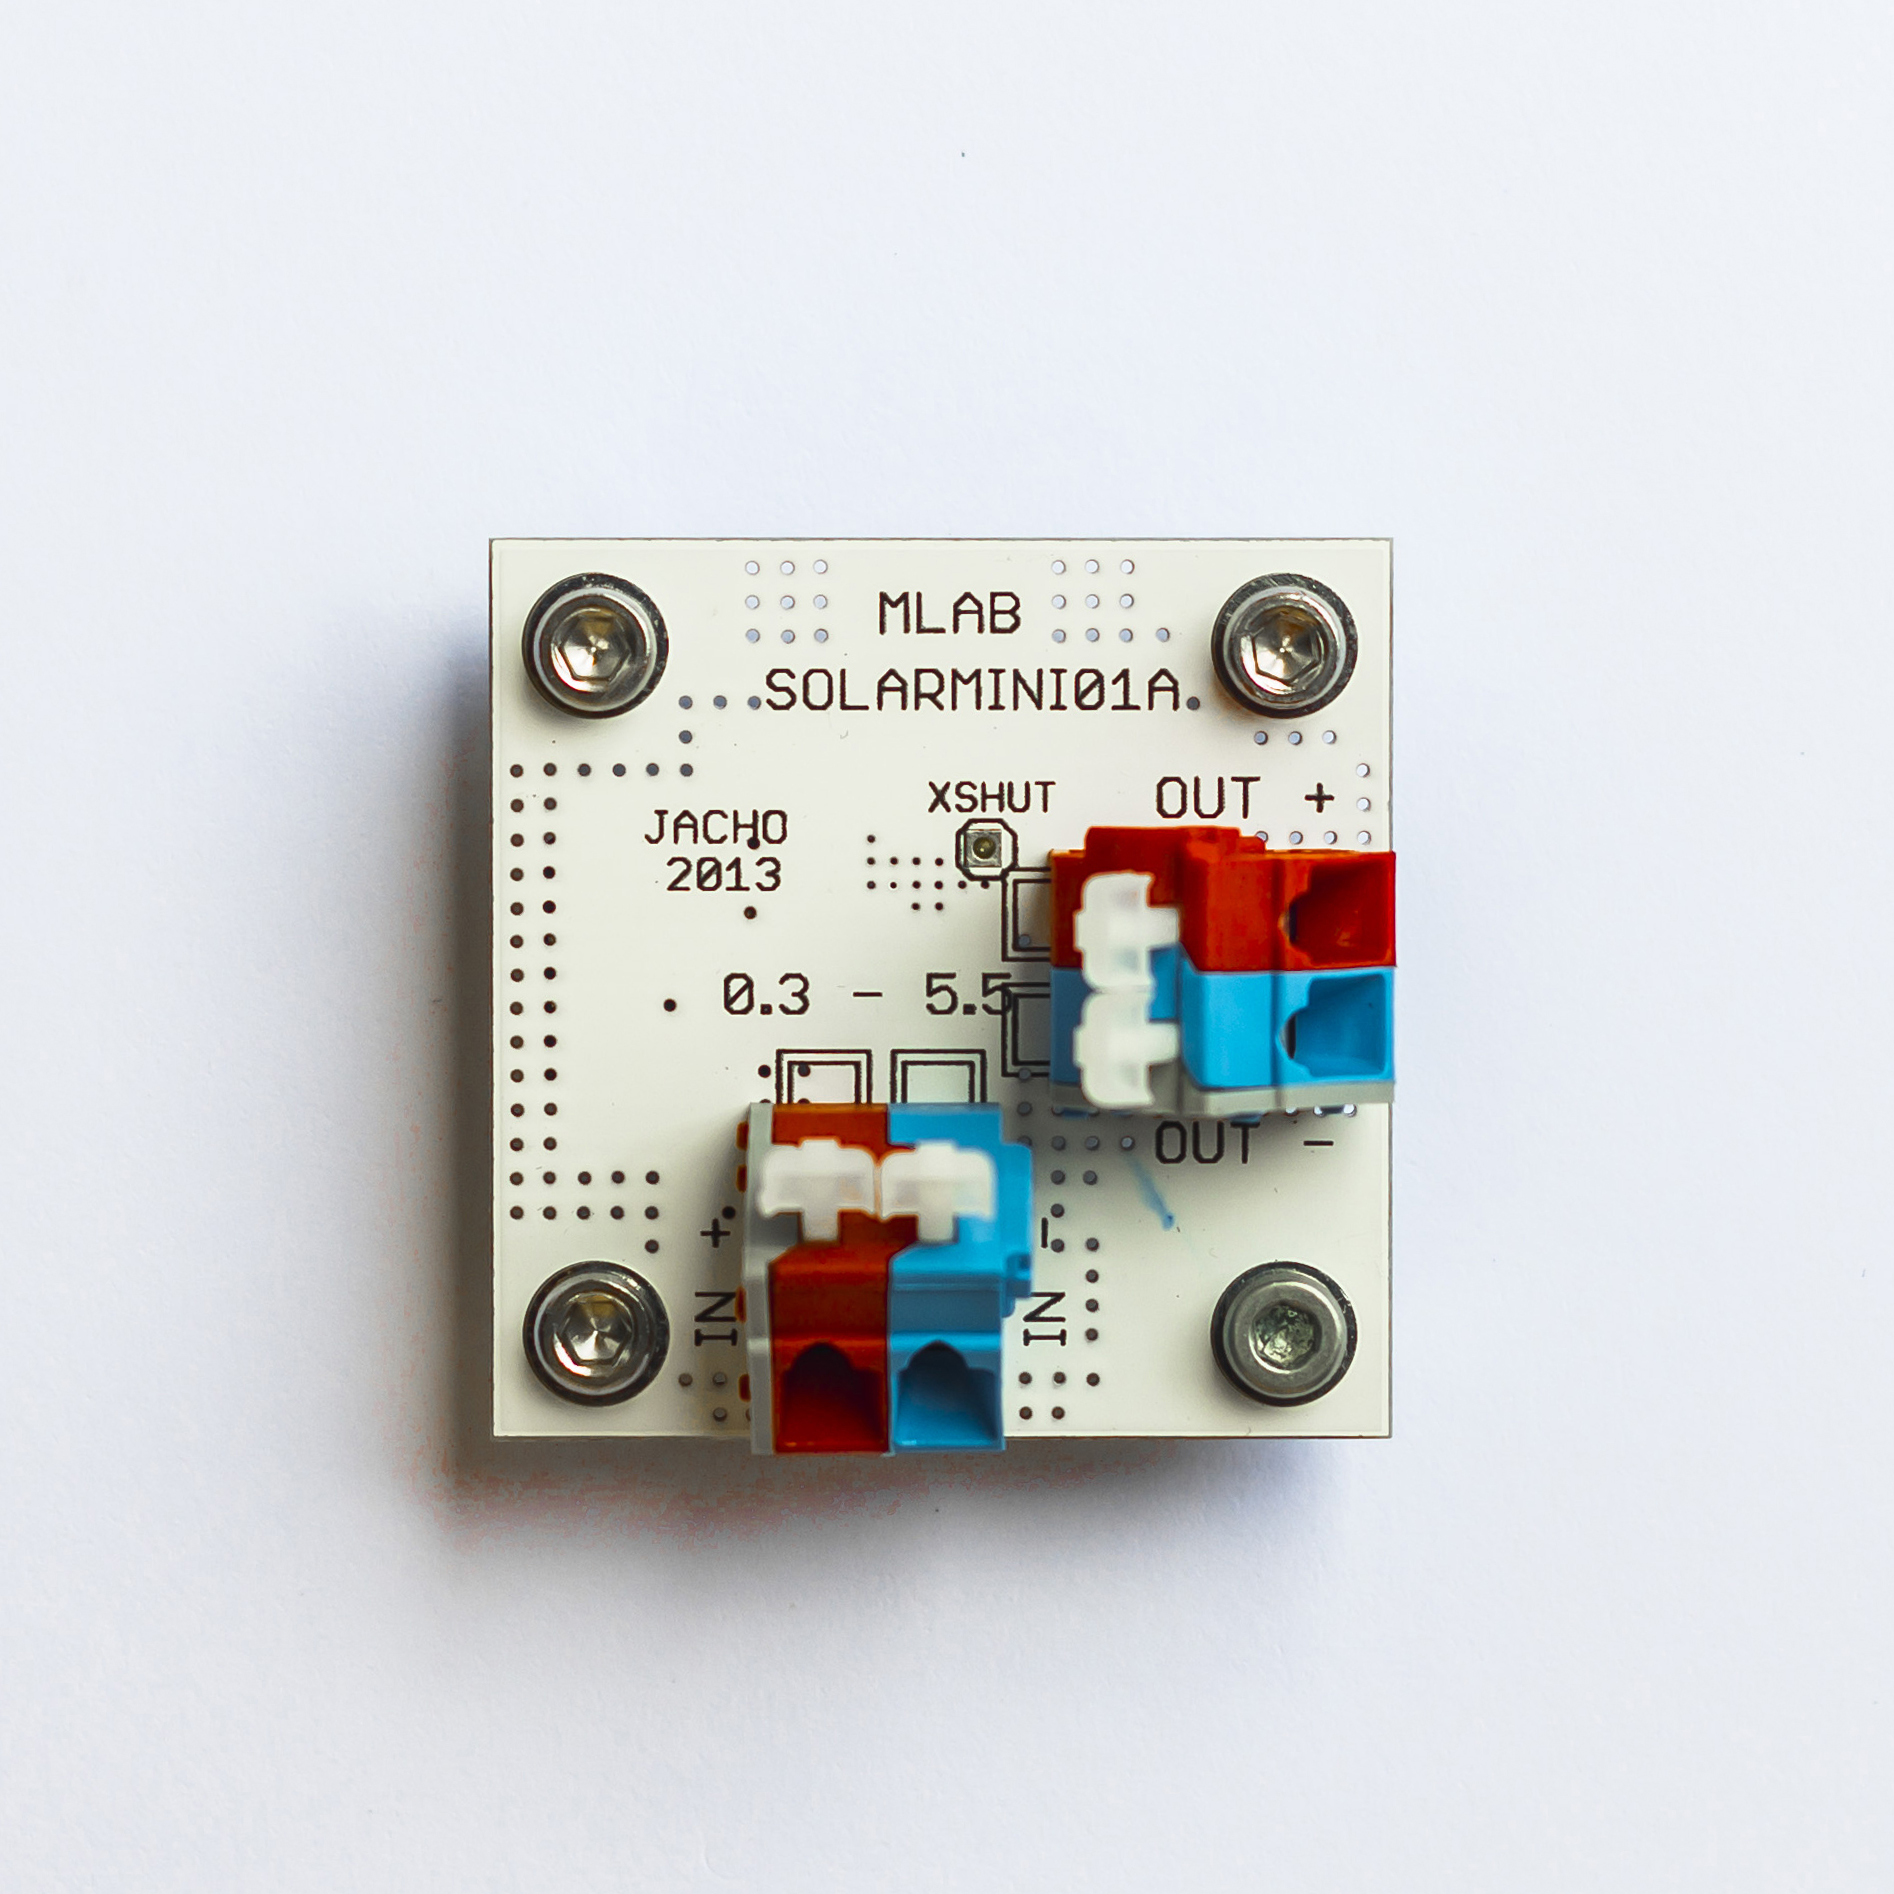 MLAB
SOLARMINI01A
XSHUT
OUT +
JACHO
2013
0.3 - 5.5
OUT -
IN +
IN -